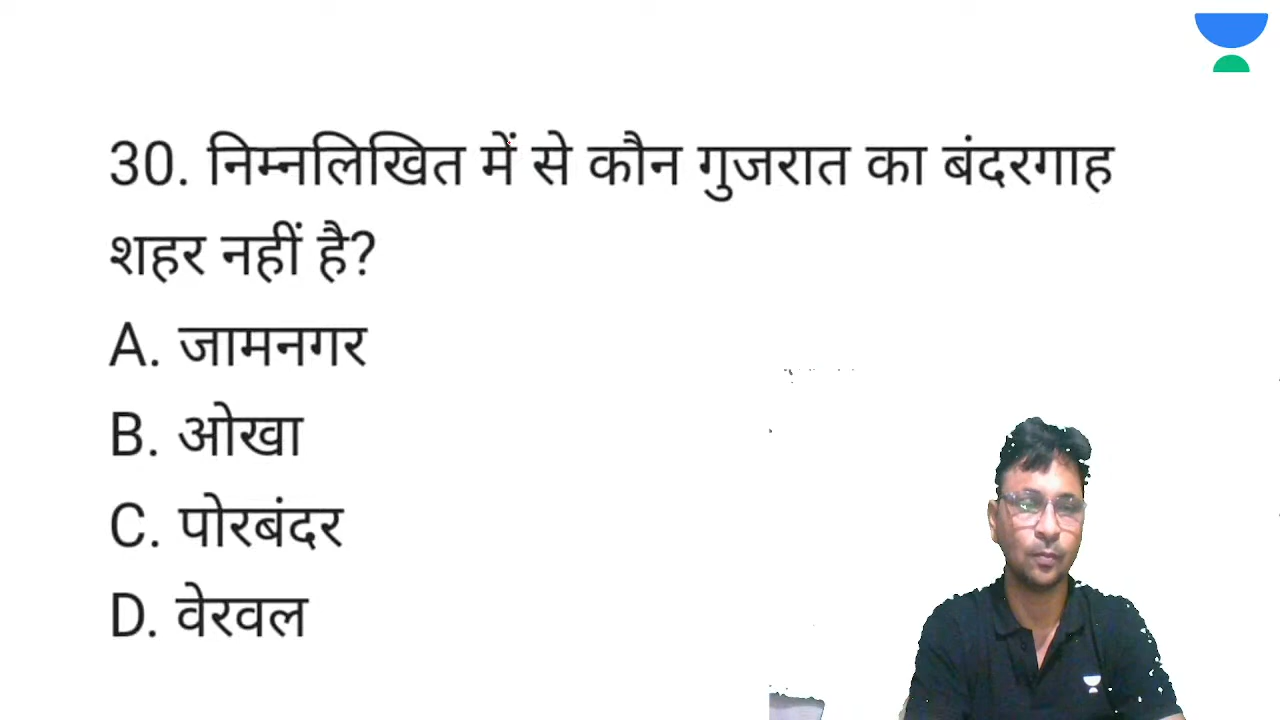 30. निम्नलिखित में से कौन गुजरात का बंदरगाह
शहर नहीं है?
A. जामनगर
B. ओखा
C. पोरबंदर
D. वेरवल